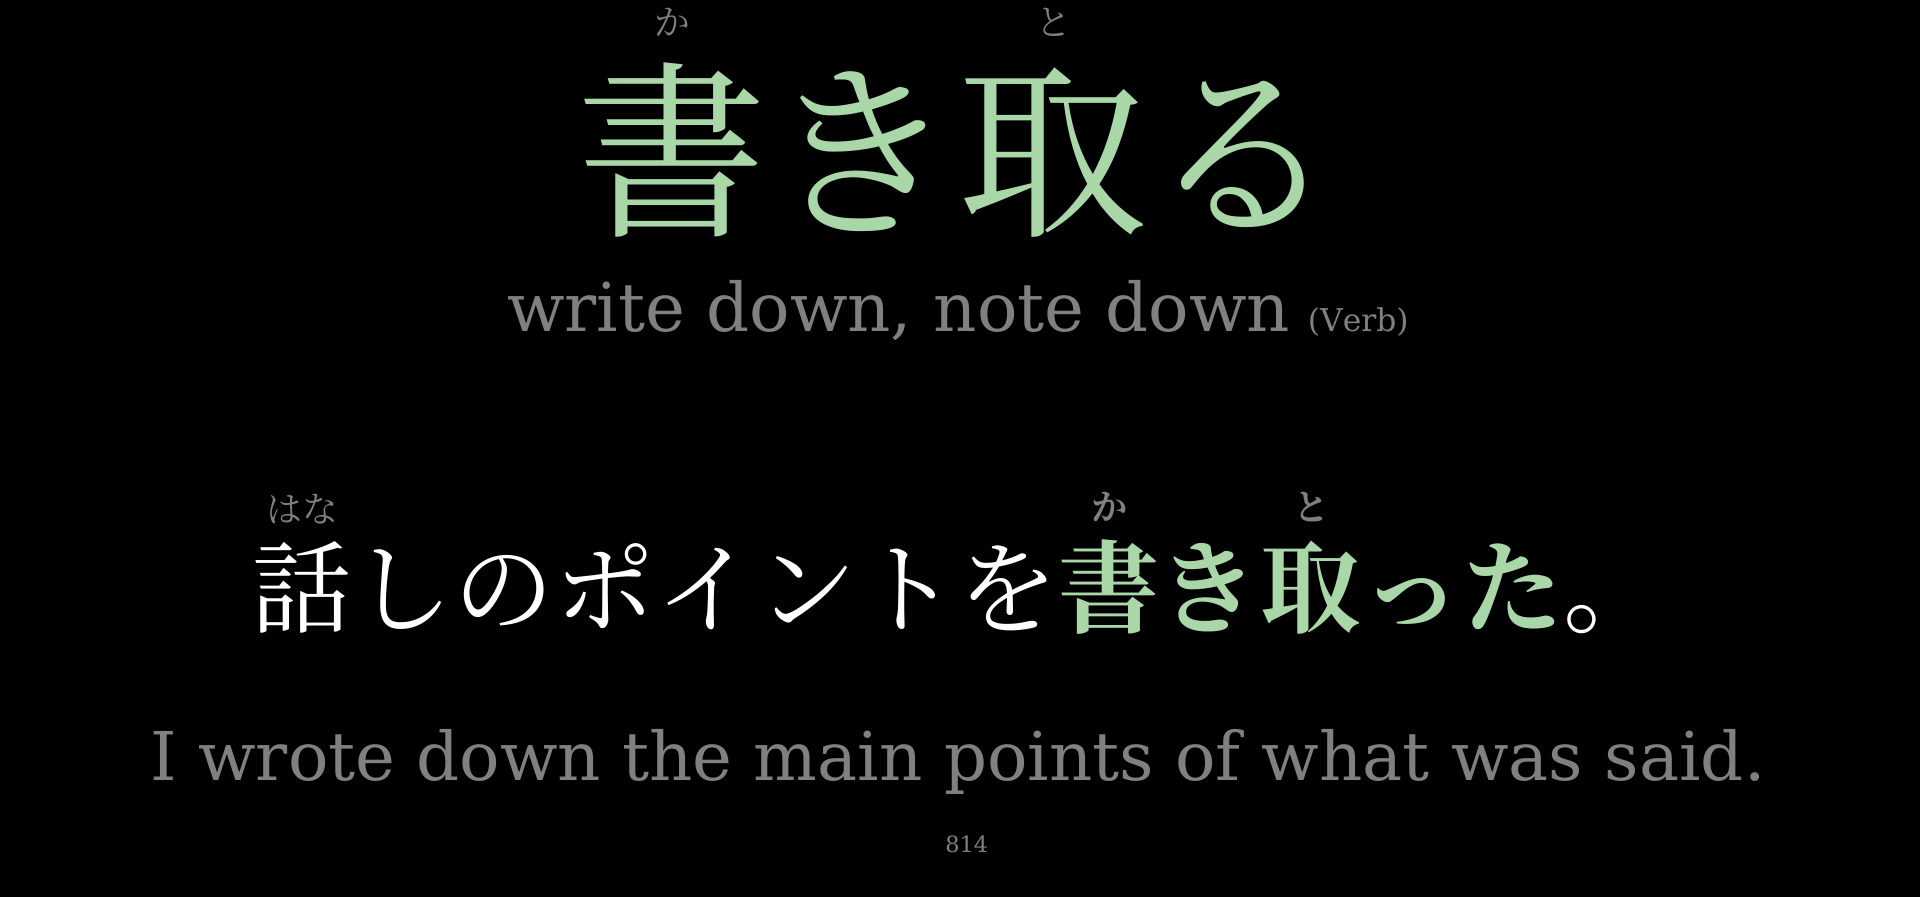 か と
書き取る
write down, note down (Verb)
はな か と
話しのポイントを書き取った。
I wrote down the main points of what was said.
814